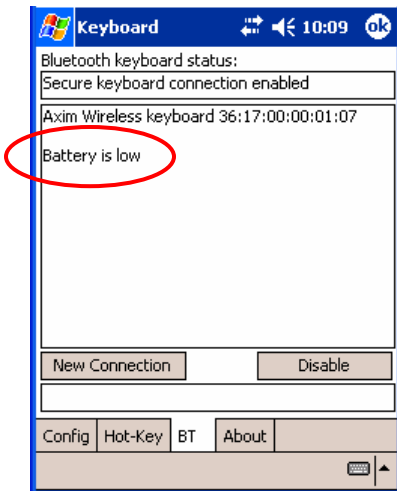 Keyboard 10:09 ok
Bluetooth keyboard status:
Secure keyboard connection enabled
Axim Wireless keyboard 36:17:00:00:01:07
Battery is low
New Connection Disable
Config Hot-Key BT About